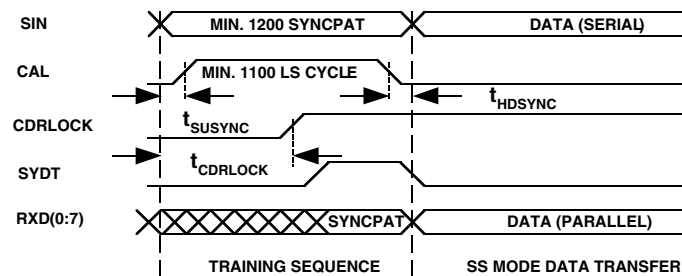 SIN MIN. 1200 SYNCPAT DATA (SERIAL)
CAL MIN. 1100 LS CYCLE
tHDSYNC
CDRLOCK tSUSYNC
tCDRLOCK
SYDT
RXD(0:7) SYNCPAT DATA (PARALLEL)
TRAINING SEQUENCE SS MODE DATA TRANSFER